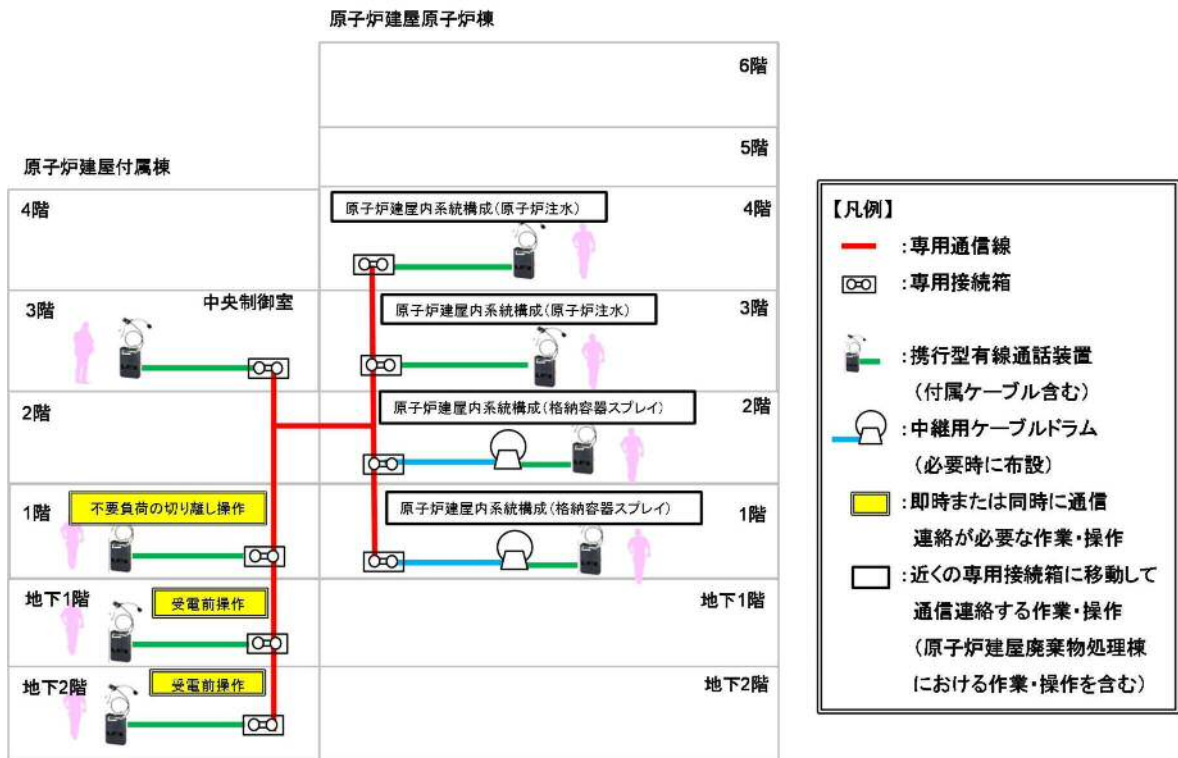 原子炉建屋原子炉棟
6階
5階
原子炉建屋付属棟
4階
原子炉建屋内系統構成(原子炉注水)
4階
3階
中央制御室
原子炉建屋内系統構成(原子炉注水)
3階
2階
原子炉建屋内系統構成(格納容器スプレイ)
2階
1階
不要負荷の切り離し操作
原子炉建屋内系統構成(格納容器スプレイ)
1階
地下1階
受電前操作
地下1階
地下2階
受電前操作
地下2階
【凡例】
:専用通信線
:専用接続箱
:携行型有線通話装置
(付属ケーブル含む)
:中継用ケーブルドラム
(必要時に布設)
:即時または同時に通信
連絡が必要な作業・操作
:近くの専用接続箱に移動して
通信連絡する作業・操作
(原子炉建屋廃棄物処理棟
における作業・操作を含む)